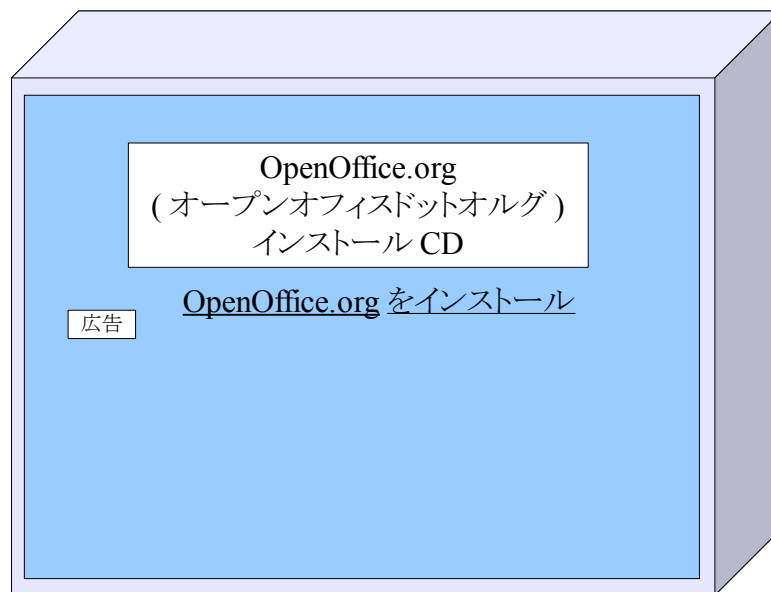 OpenOffice.org
( オープンオフィスドットオルグ )
インストール CD
OpenOffice.org をインストール
広告